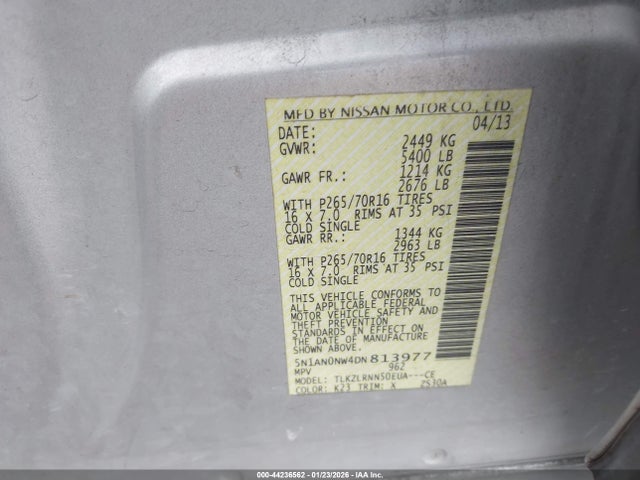 MFD BY NISSAN MOTOR CO., LTD.
DATE: 04/13
GVWR: 2449 KG
5400 LB
GAWR FR.: 1214 KG
2676 LB
WITH P265/70R16 TIRES
16 X 7.0 RIMS AT 35 PSI
COLD SINGLE
GAWR RR.: 1344 KG
2963 LB
WITH P265/70R16 TIRES
16 X 7.0 RIMS AT 35 PSI
COLD SINGLE
THIS VEHICLE CONFORMS TO
ALL APPLICABLE FEDERAL
MOTOR VEHICLE SAFETY AND
THEFT PREVENTION
STANDARDS IN EFFECT ON
THE DATE OF MANUFACTURE
SHOWN ABOVE.
5N1AN0NW4DN813977
MPV 962
MODEL: TLKZLRNN50EUA---CE
COLOR: K23 TRIM: X 2S30A
000-44236562 - 01/23/2026 - IAA Inc.